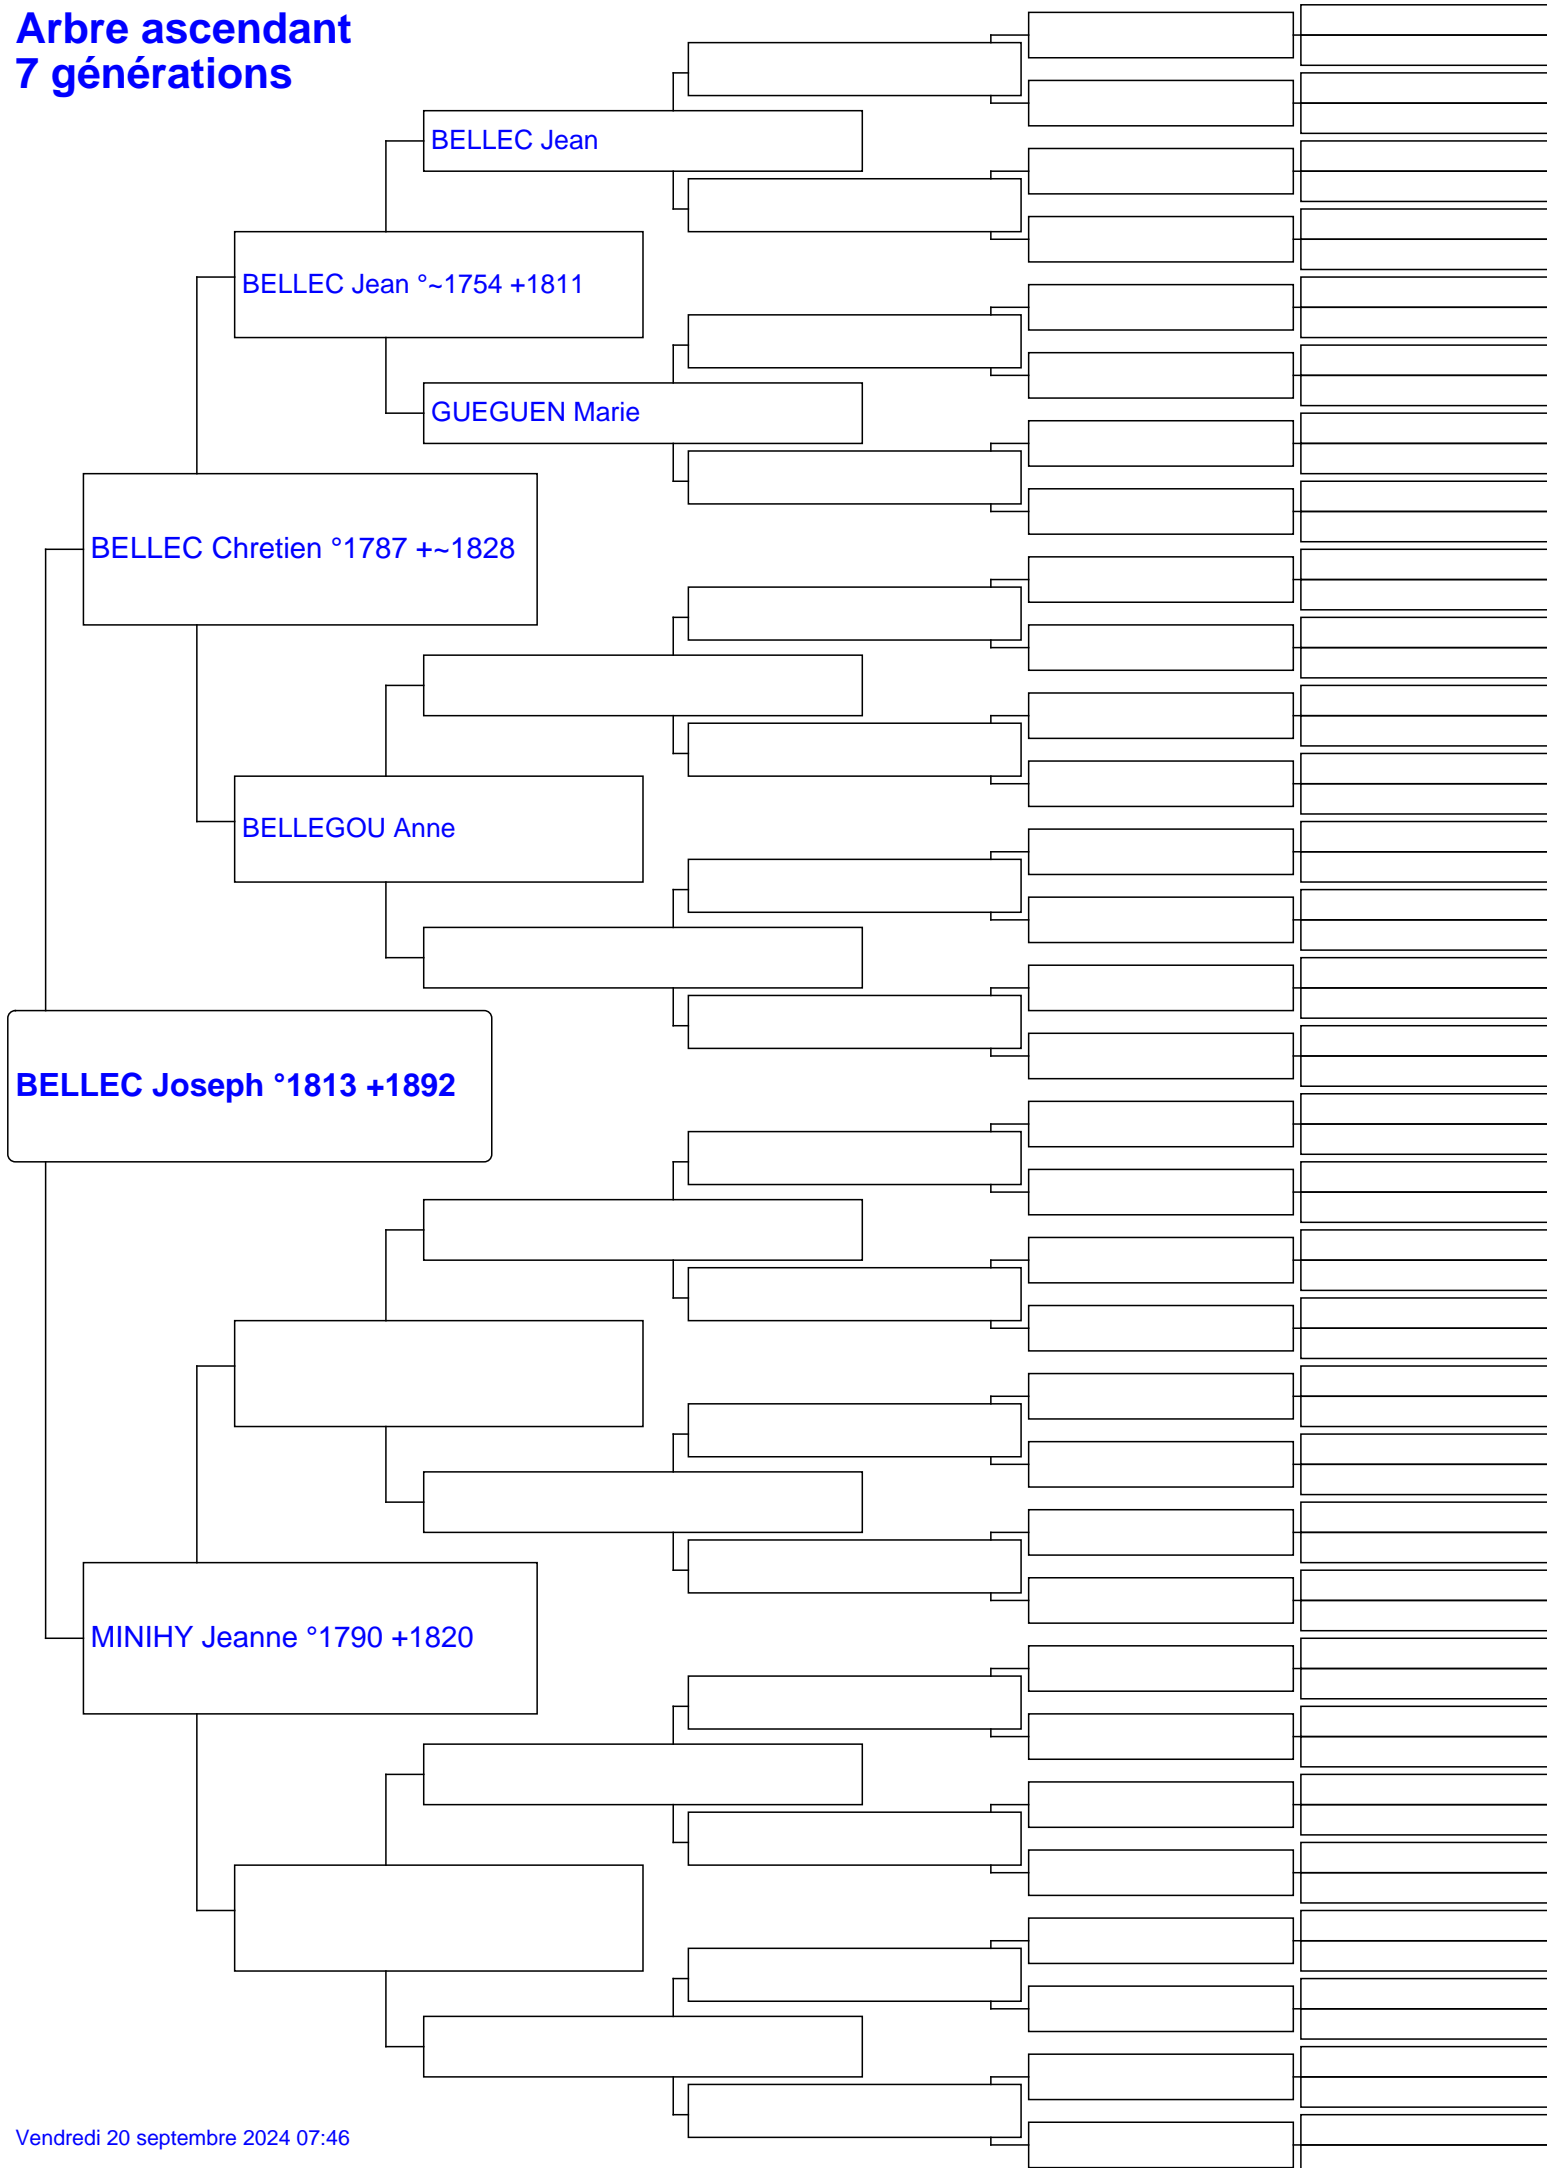 Arbre ascendant
7 générations
BELLEC Jean
BELLEC Jean °~1754 +1811
GUEGUEN Marie
BELLEC Chretien °1787 +~1828
BELLEGOU Anne
BELLEC Joseph °1813 +1892
MINIHY Jeanne °1790 +1820
Vendredi 20 septembre 2024 07:46